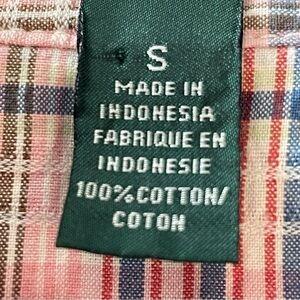 S
MADE IN
INDONESIA
FABRIQUE EN
INDONESIE
100% COTTON/
COTON